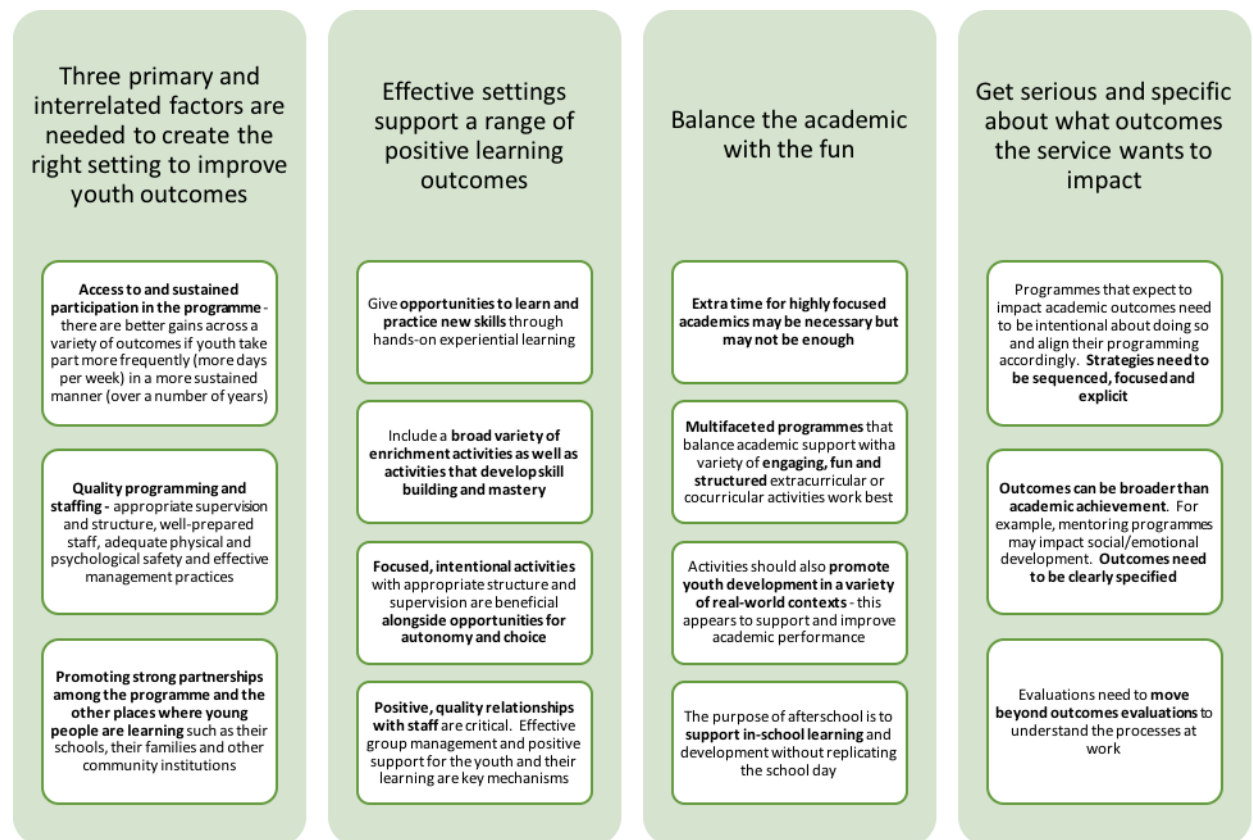 Three primary and
interrelated factors are
needed to create the
right setting to improve
youth outcomes
Access to and sustained
participation in the programme -
there are better gains across a
variety of outcomes if youth take
part more frequently (more days
per week) in a more sustained
manner (over a number of years)
Quality programming and
staffing - appropriate supervision
and structure, well-prepared
staff, adequate physical and
psychological safety and effective
management practices
Promoting strong partnerships
among the programme and the
other places where young
people are learning such as their
schools, their families and other
community institutions
Effective settings
support a range of
positive learning
outcomes
Give opportunities to learn and
practice new skills through
hands-on experiential learning
Include a broad variety of
enrichment activities as well as
activities that develop skill
building and mastery
Focused, intentional activities
with appropriate structure and
supervision are beneficial
alongside opportunities for
autonomy and choice
Positive, quality relationships
with staff are critical. Effective
group management and positive
support for the youth and their
learning are key mechanisms
Balance the academic
with the fun
Extra time for highly focused
academics may be necessary but
may not be enough
Multifaceted programmes that
balance academic support with a
variety of engaging, fun and
structured extracurricular or
cocurricular activities work best
Activities should also promote
youth development in a variety
of real-world contexts - this
appears to support and improve
academic performance
The purpose of afterschool is to
support in-school learning and
development without replicating
the school day
Get serious and specific
about what outcomes
the service wants to
impact
Programmes that expect to
impact academic outcomes need
to be intentional about doing so
and align their programming
accordingly. Strategies need to
be sequenced, focused and
explicit
Outcomes can be broader than
academic achievement. For
example, mentoring programmes
may impact social/emotional
development. Outcomes need
to be clearly specified
Evaluations need to move
beyond outcomes evaluations to
understand the processes at
work